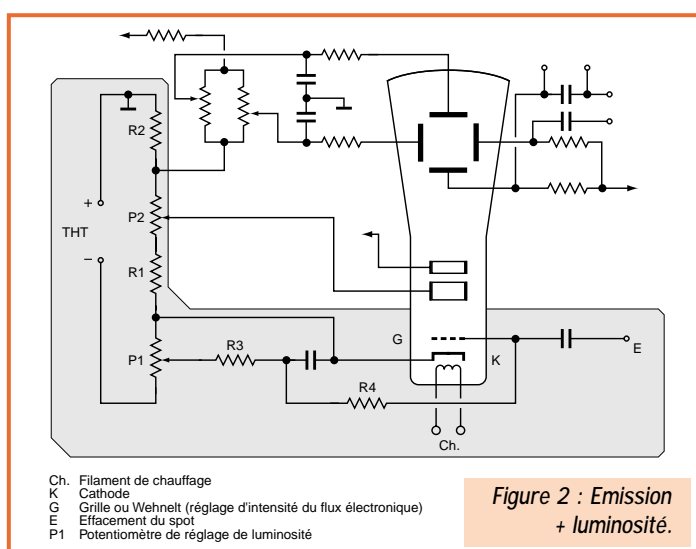 R2
+
P2
THT
−
R1
G
R3
P1
K
E
R4
Ch.
Ch. Filament de chauffage
K Cathode
G Grille ou Wehnelt (réglage d'intensité du flux électronique)
E Effacement du spot
P1 Potentiomètre de réglage de luminosité
Figure 2 : Emission
+ luminosité.